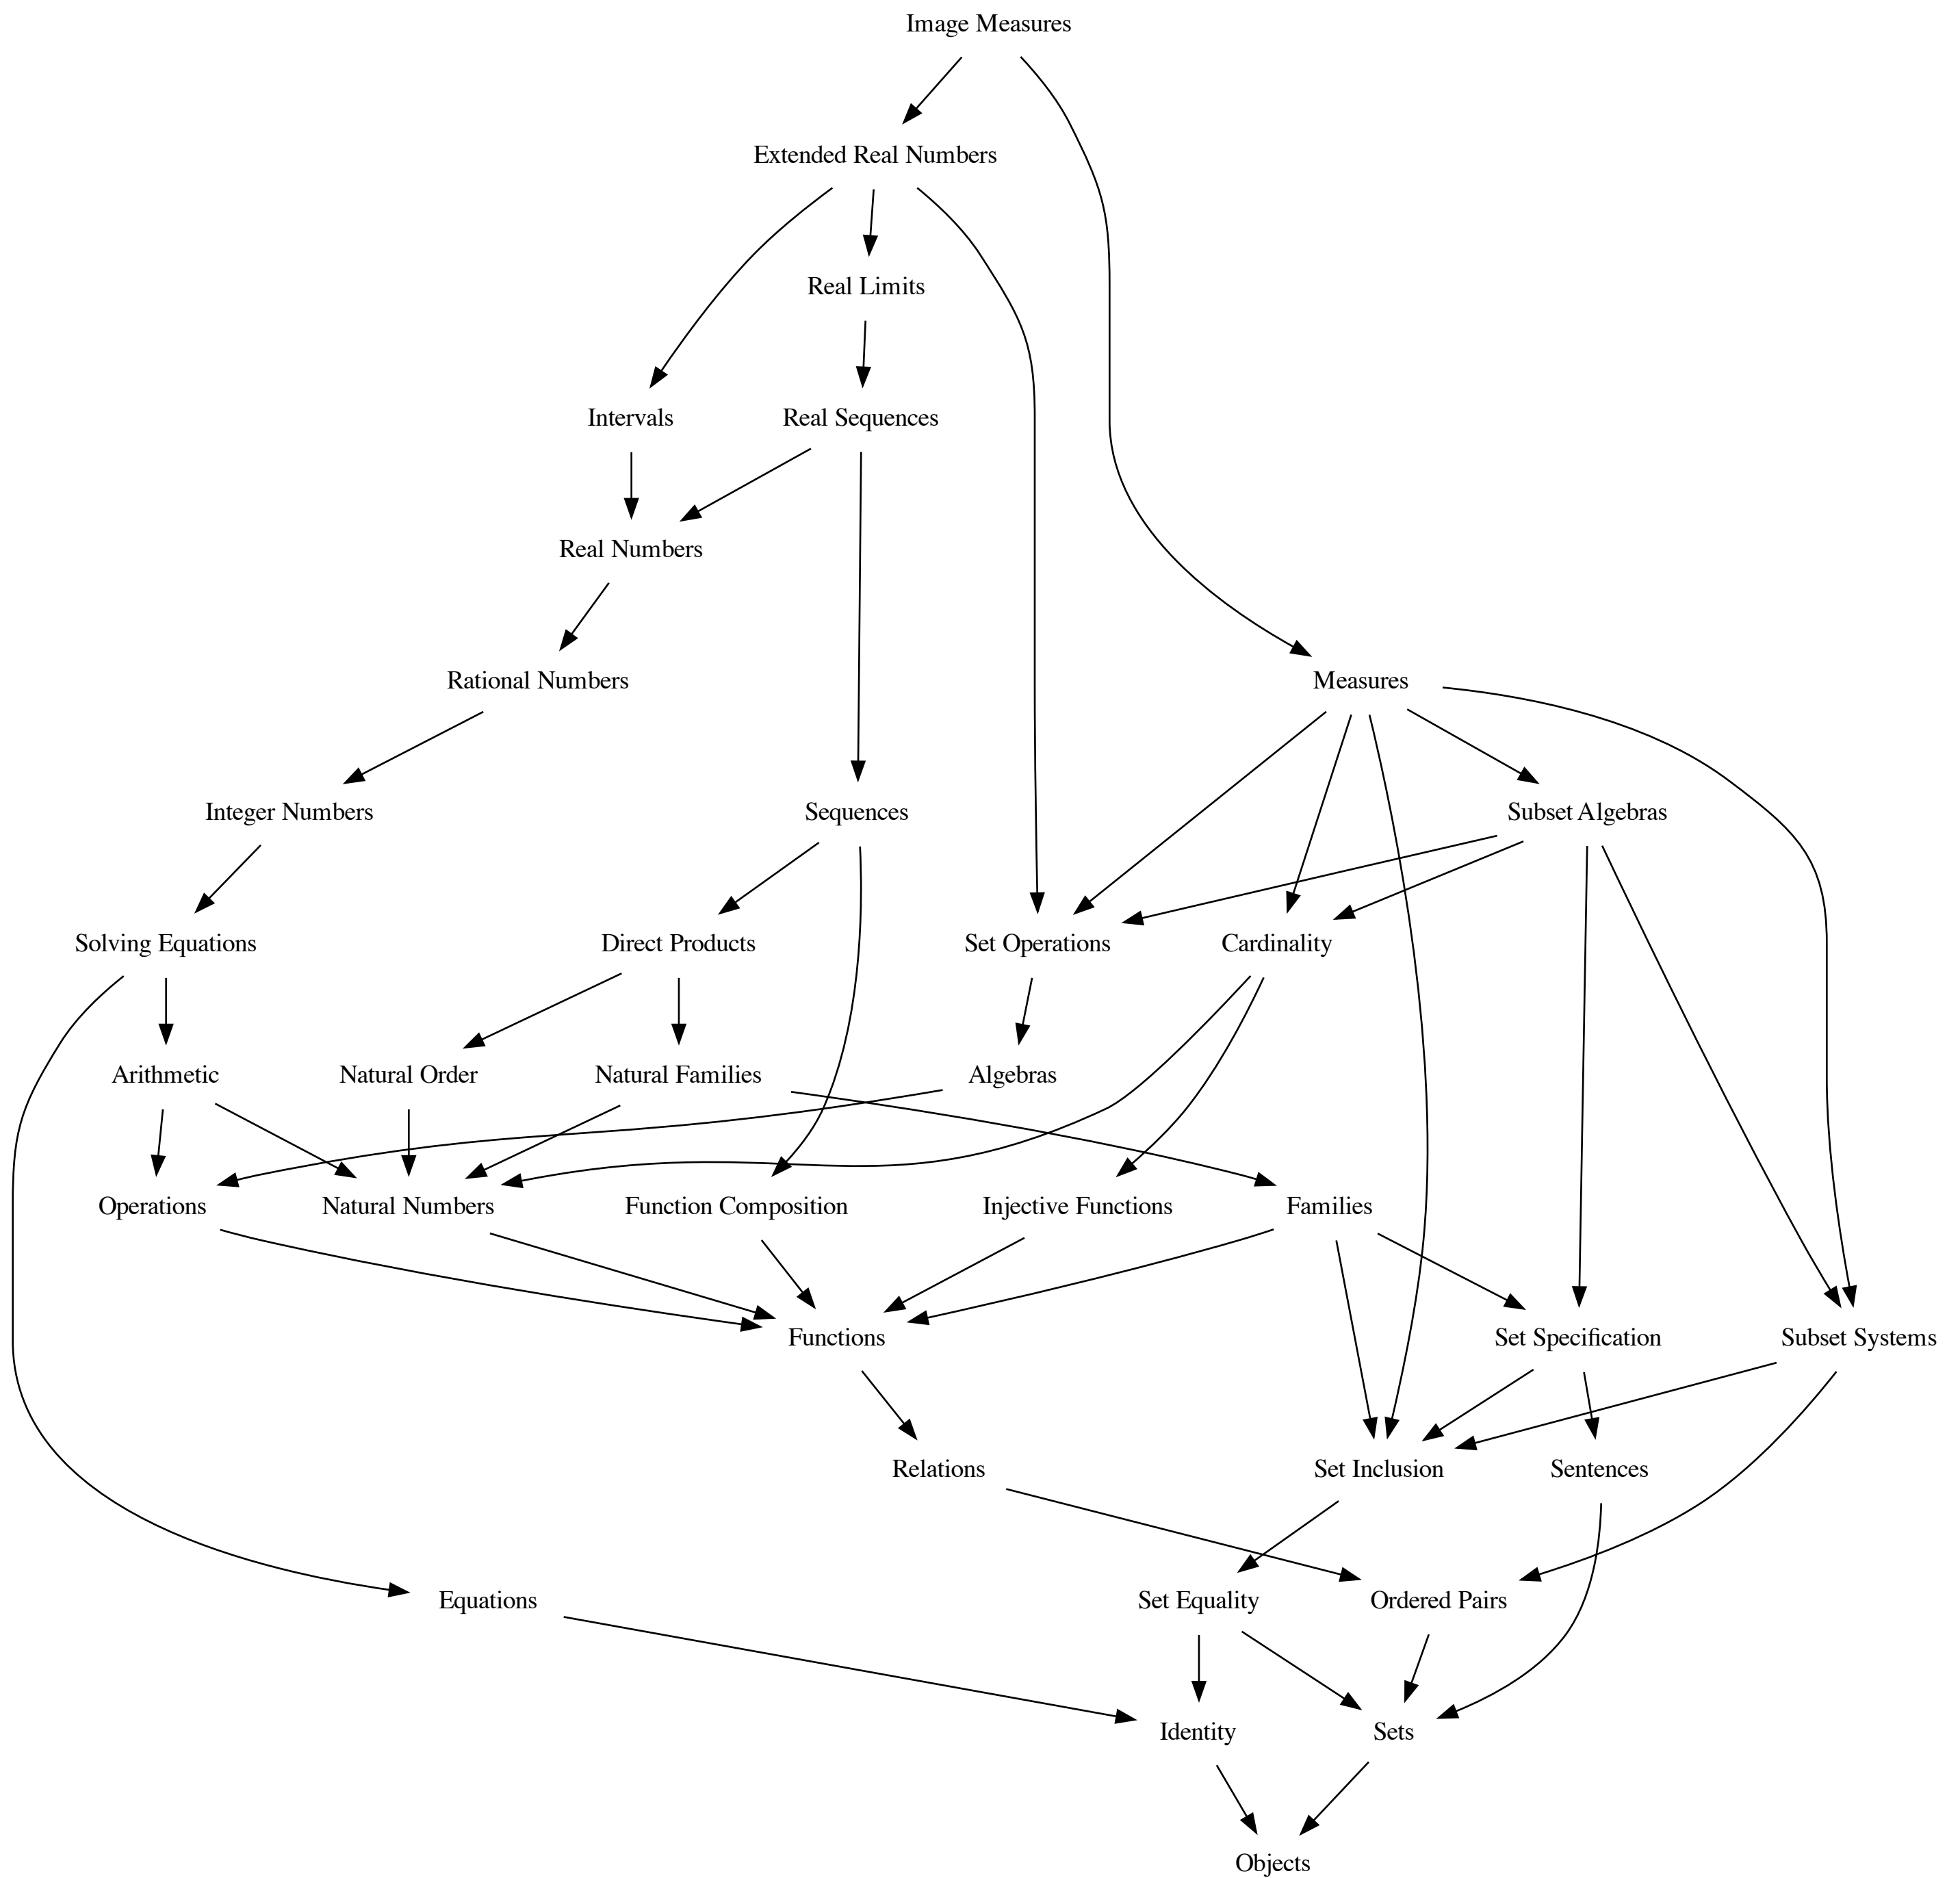 Image Measures
Extended Real Numbers
Real Limits
Intervals
Real Sequences
Real Numbers
Rational Numbers
Measures
Integer Numbers
Sequences
Subset Algebras
Solving Equations
Direct Products
Set Operations
Cardinality
Arithmetic
Natural Order
Natural Families
Algebras
Operations
Natural Numbers
Function Composition
Injective Functions
Families
Functions
Set Specification
Subset Systems
Relations
Set Inclusion
Sentences
Equations
Set Equality
Ordered Pairs
Identity
Sets
Objects